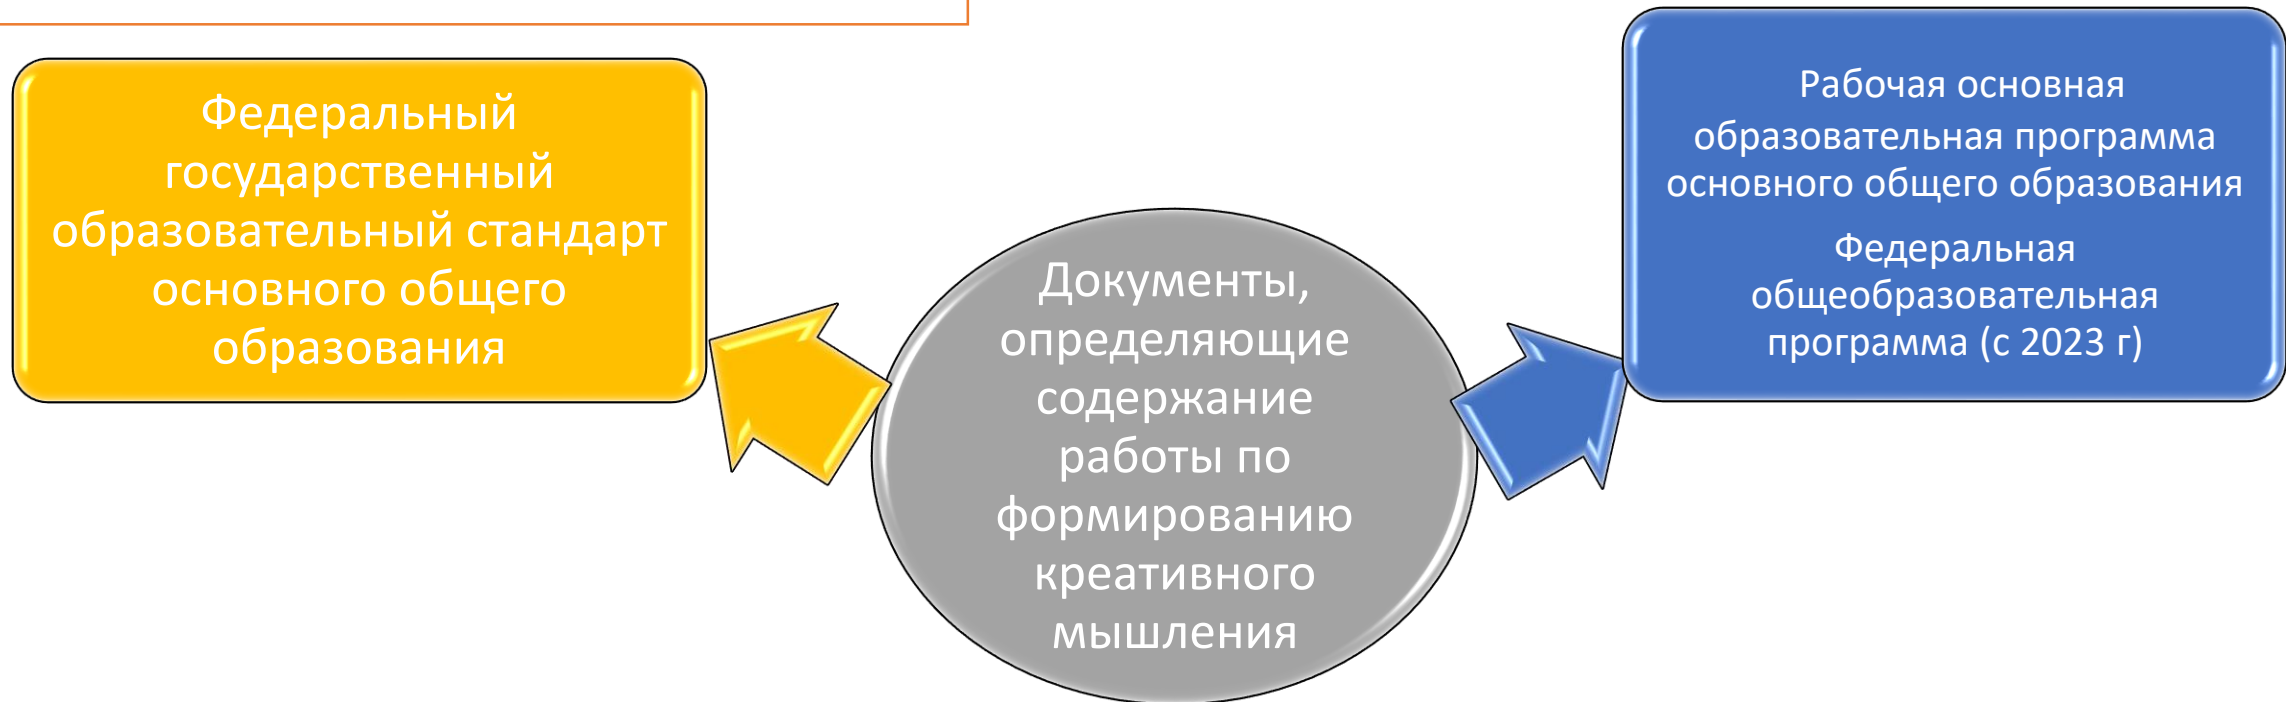 Федеральный
государственный
образовательный стандарт
основного общего
образования
Документы,
определяющие
содержание
работы по
формированию
креативного
мышления
Рабочая основная
образовательная программа
основного общего образования
Федеральная
общеобразовательная
программа (с 2023 г)